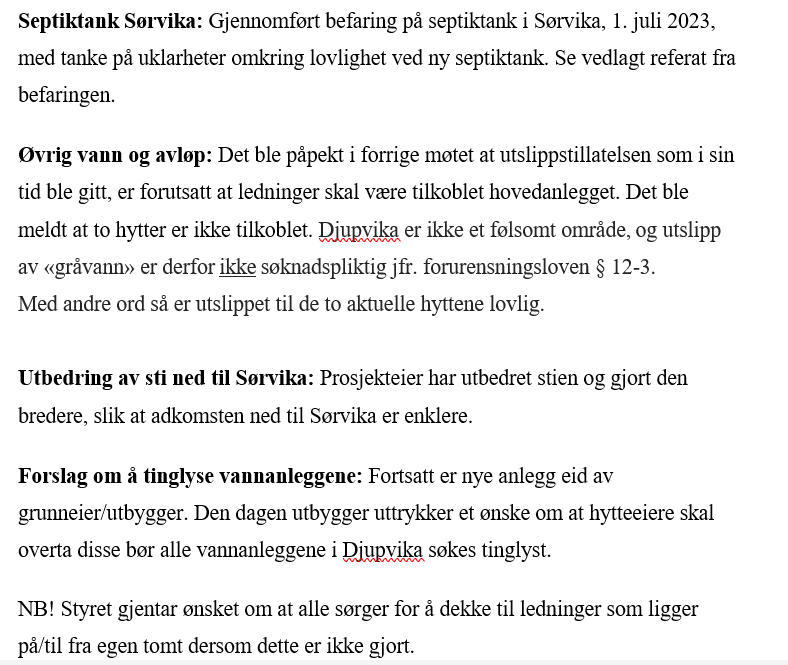 Septiktank Sørvika: Gjennomført befaring på septiktank i Sørvika, 1. juli 2023,
med tanke på uklarheter omkring lovlighet ved ny septiktank. Se vedlagt referat fra
befaringen.
Øvrig vann og avløp: Det ble påpekt i forrige møtet at utslippstillatelsen som i sin
tid ble gitt, er forutsatt at ledninger skal være tilkoblet hovedanlegget. Det ble
meldt at to hytter er ikke tilkoblet. Djupvika er ikke et følsomt område, og utslipp
av «gråvann» er derfor ikke søknadspliktig jfr. forurensningsloven § 12-3.
Med andre ord så er utslippet til de to aktuelle hyttene lovlig.
Utbedring av sti ned til Sørvika: Prosjekteier har utbedret stien og gjort den
bredere, slik at adkomsten ned til Sørvika er enklere.
Forslag om å tinglyse vannanleggene: Fortsatt er nye anlegg eid av
grunneier/utbygger. Den dagen utbygger uttrykker et ønske om at hytteeiere skal
overta disse bør alle vannanleggene i Djupvika søkes tinglyst.
NB! Styret gjentar ønsket om at alle sørger for å dekke til ledninger som ligger
på/til fra egen tomt dersom dette er ikke gjort.